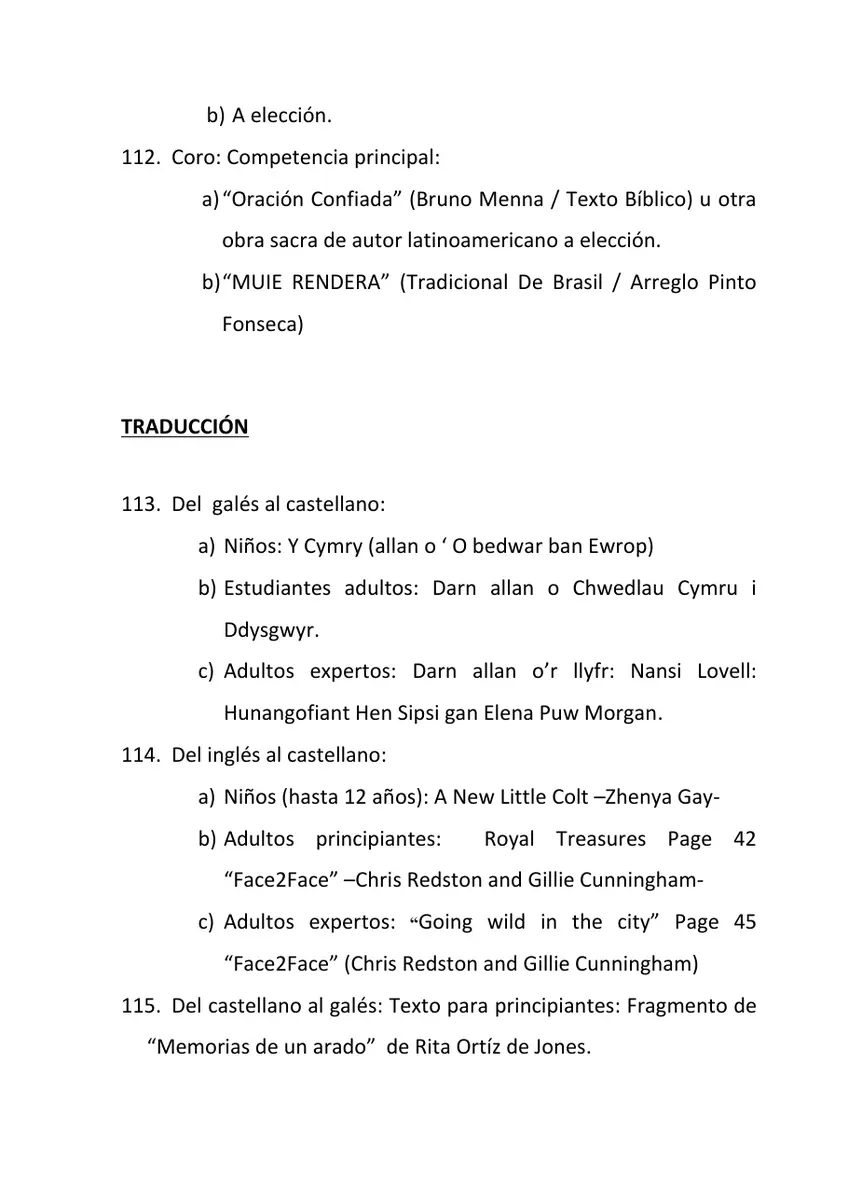 b) A elección.
112. Coro: Competencia principal:
a) “Oración Confiada” (Bruno Menna / Texto Bíblico) u otra
obra sacra de autor latinoamericano a elección.
b) “MUIE RENDERA” (Tradicional De Brasil / Arreglo Pinto
Fonseca)
TRADUCCIÓN
113. Del galés al castellano:
a) Niños: Y Cymry (allan o ‘ O bedwar ban Ewrop)
b) Estudiantes adultos: Darn allan o Chwedlau Cymru i
Ddysgwyr.
c) Adultos expertos: Darn allan o’r llyfr: Nansi Lovell:
Hunangofiant Hen Sipsi gan Elena Puw Morgan.
114. Del inglés al castellano:
a) Niños (hasta 12 años): A New Little Colt –Zhenya Gay-
b) Adultos principiantes: Royal Treasures Page 42
“Face2Face” –Chris Redston and Gillie Cunningham-
c) Adultos expertos: “Going wild in the city” Page 45
“Face2Face” (Chris Redston and Gillie Cunningham)
115. Del castellano al galés: Texto para principiantes: Fragmento de
“Memorias de un arado” de Rita Ortíz de Jones.